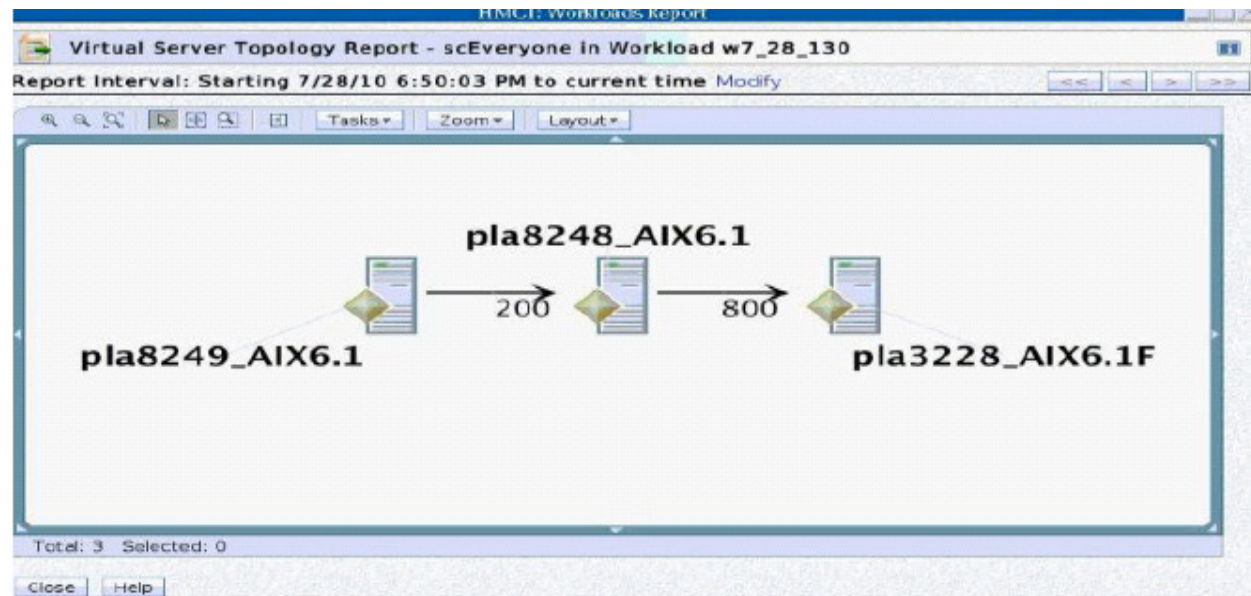 HMC1: Workloads Report
Virtual Server Topology Report - scEveryone in Workload w7_28_130
Report Interval: Starting 7/28/10 6:50:03 PM to current time Modify
<< < > >>
Tasks Zoom Layout
pla8248_AIX6.1
200 800
pla8249_AIX6.1 pla3228_AIX6.1F
Total: 3 Selected: 0
Close Help